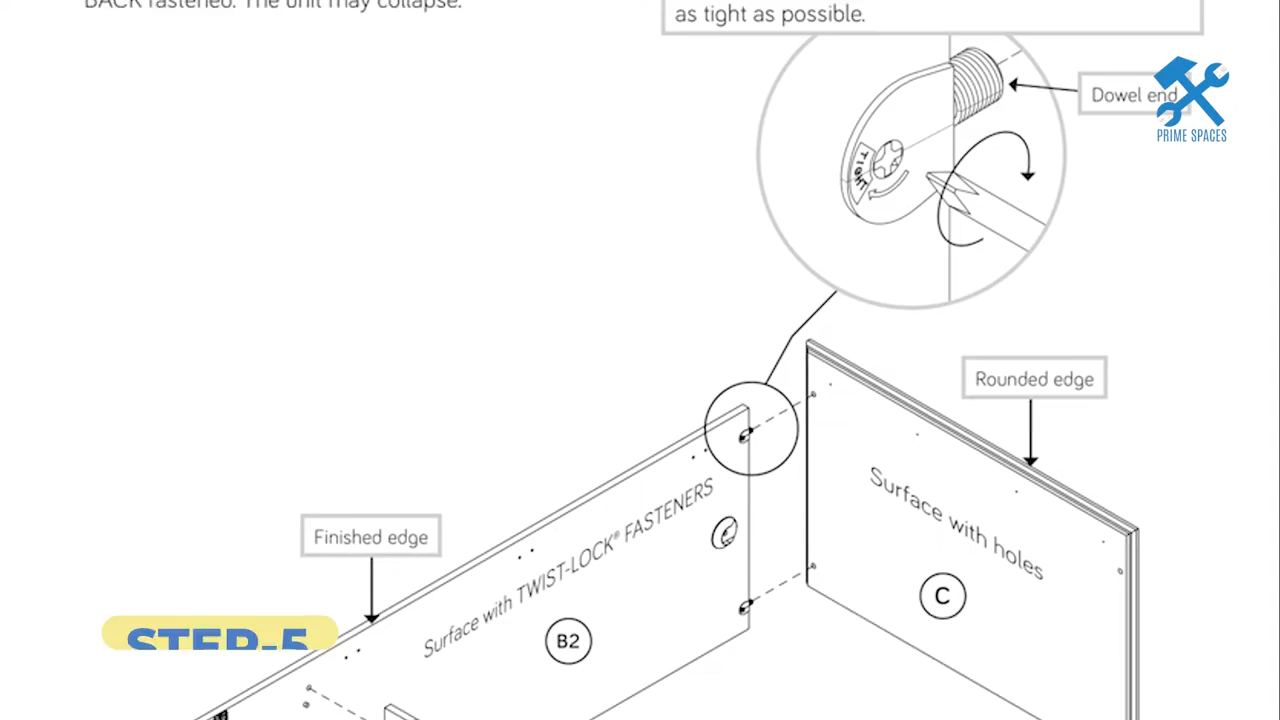 BACK fastened. The unit may collapse.
as tight as possible.
Dowel end
PRIME SPACES
TIGHT
Rounded edge
Surface with holes
C
Finished edge
Surface with TWIST-LOCK® FASTENERS
B2
STEP-5